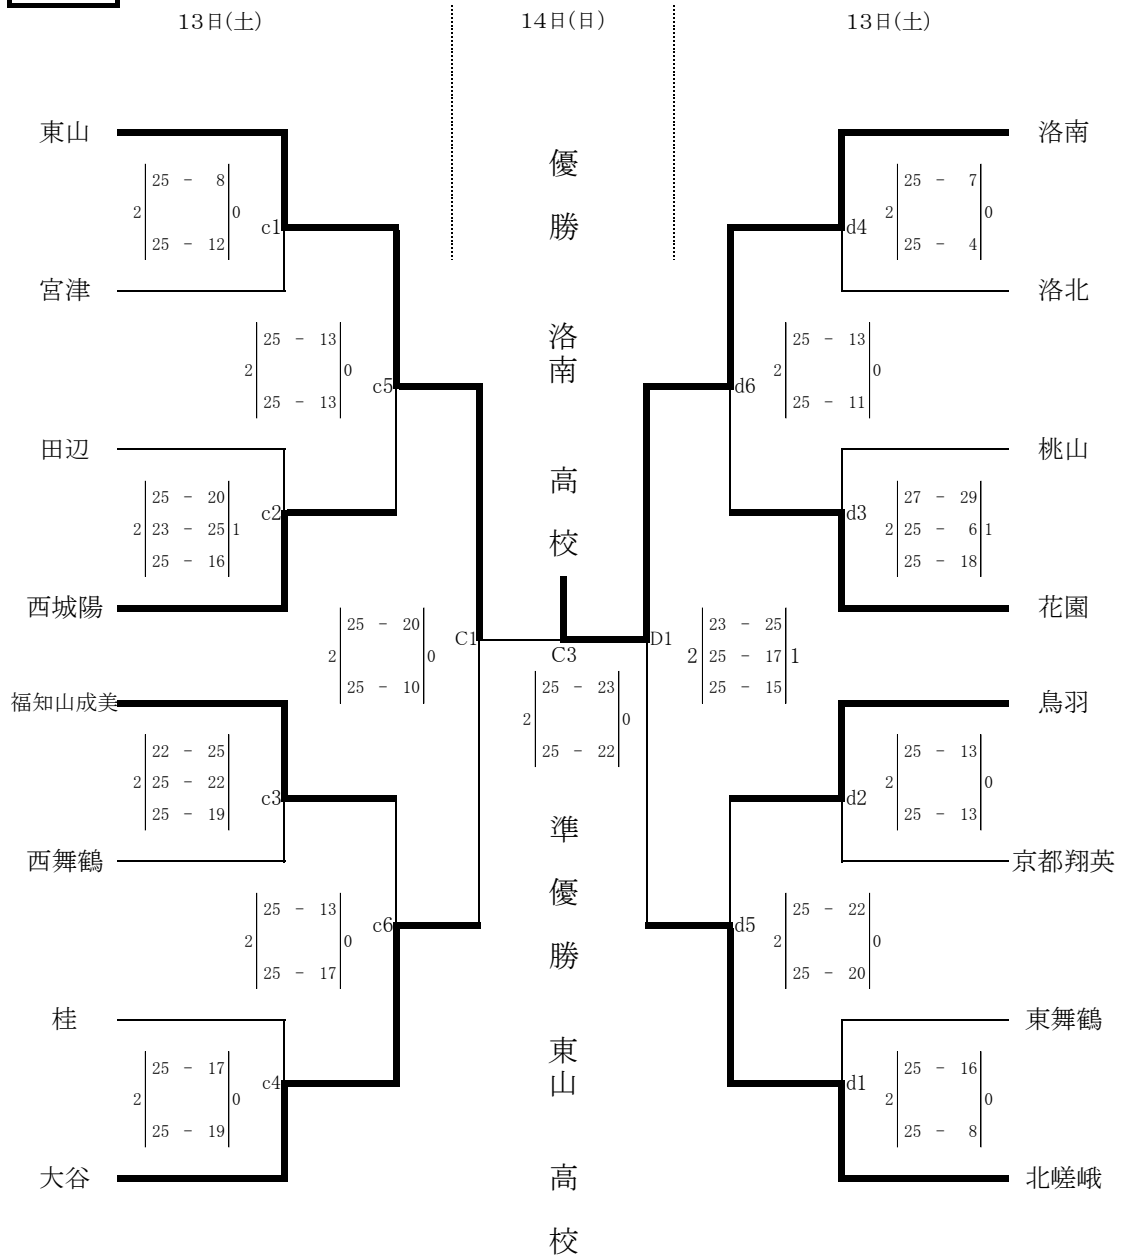 13日(土)
14日(日)
13日(土)
東山
25 - 8
2 0
25 - 12
c1
宮津
25 - 13
2 0
25 - 13
c5
田辺
25 - 20
2 23 - 25 1
25 - 16
c2
西城陽
25 - 20
2 0
25 - 10
C1
福知山成美
22 - 25
2 25 - 22
25 - 19
c3
西舞鶴
25 - 13
2 0
25 - 17
c6
桂
25 - 17
2 0
25 - 19
c4
大谷
優勝
洛南
高校
C3
25 - 23
2 0
25 - 22
準優勝
東山
高校
洛南
25 - 7
2 0
25 - 4
d4
洛北
25 - 13
2 0
25 - 11
d6
桃山
27 - 29
2 25 - 6 1
25 - 18
d3
花園
23 - 25
2 25 - 17 1
25 - 15
D1
鳥羽
25 - 13
2 0
25 - 13
d2
京都翔英
25 - 22
2 0
25 - 20
d5
東舞鶴
25 - 16
2 0
25 - 8
d1
北嵯峨